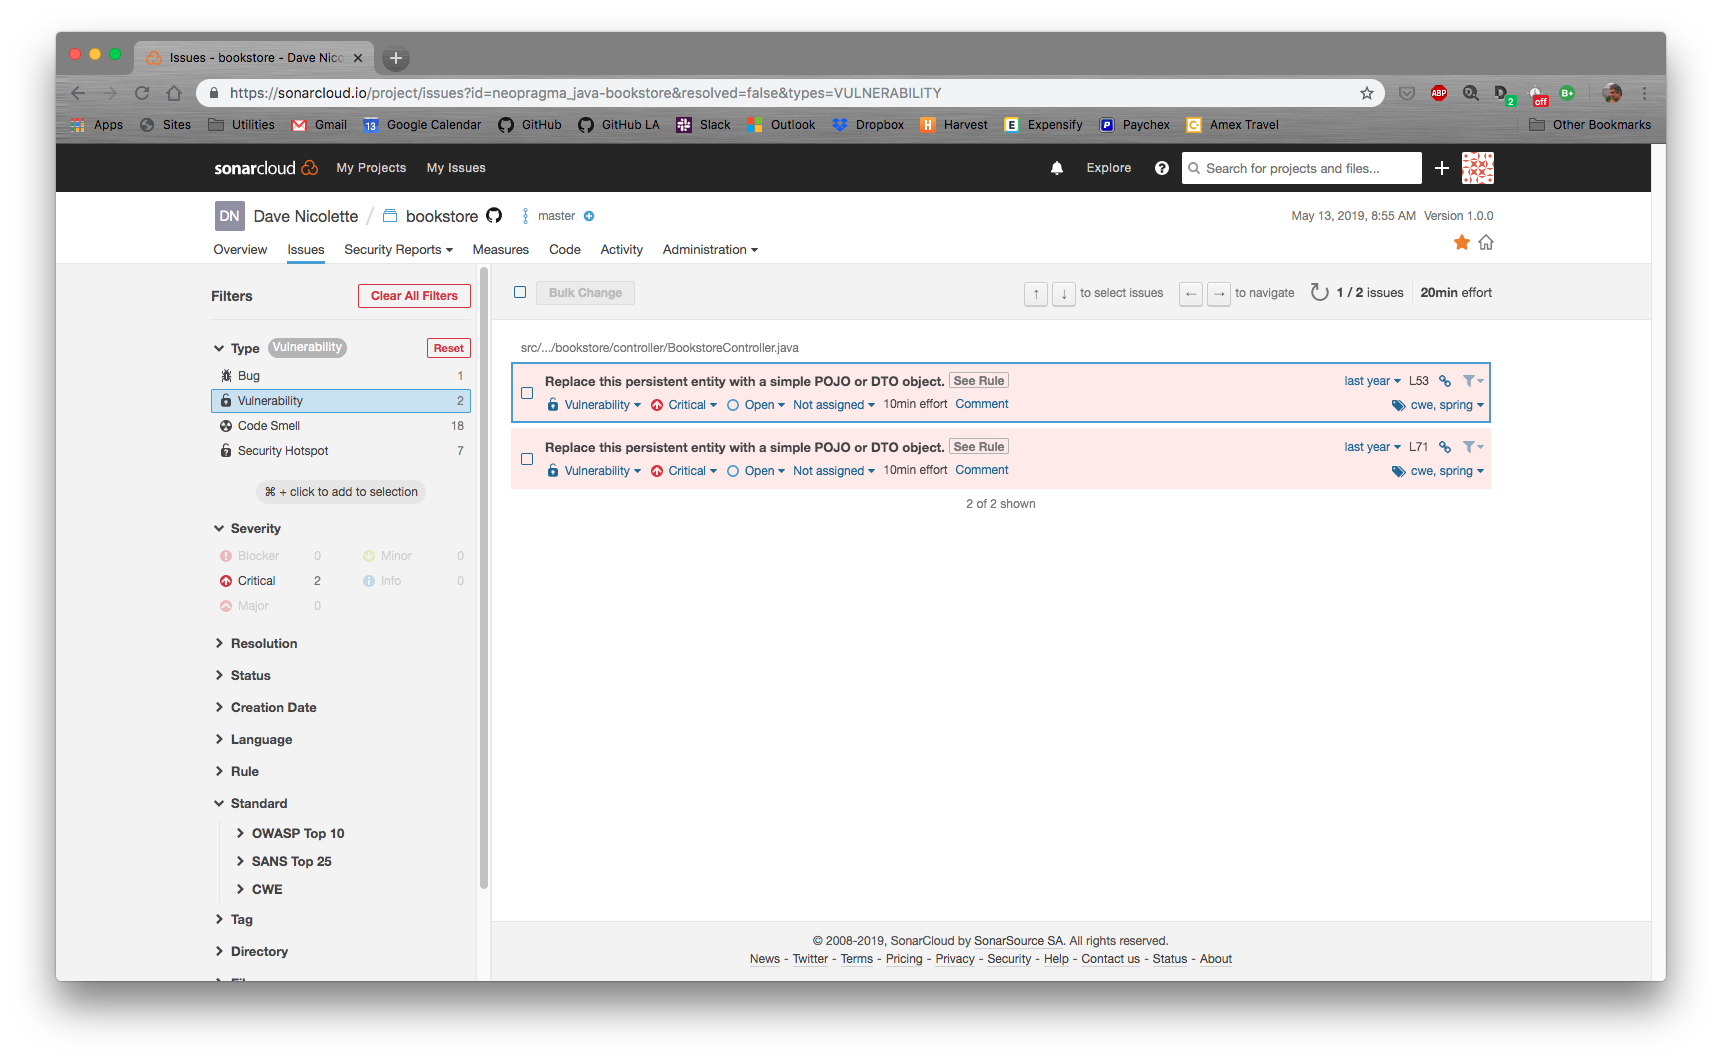 Issues - bookstore - Dave Nico
https://sonarcloud.io/project/issues?id=neopragma_java-bookstore&resolved=false&types=VULNERABILITY
ABP
2
off
B+
Apps Sites Utilities Gmail 13 Google Calendar GitHub GitHub LA Slack Outlook Dropbox H Harvest E Expensify P Paychex C Amex Travel Other Bookmarks
sonarcloud My Projects My Issues Explore ? Search for projects and files...
DN Dave Nicolette / bookstore master May 13, 2019, 8:55 AM Version 1.0.0
Overview Issues Security Reports Measures Code Activity Administration
Filters Clear All Filters
Bulk Change ↑ ↓ to select issues ← → to navigate 1 / 2 issues 20min effort
Type Vulnerability Reset
Bug 1
Vulnerability 2
Code Smell 18
Security Hotspot 7
⌘ + click to add to selection
Severity
Blocker 0 Minor 0
Critical 2 Info 0
Major 0
Resolution
Status
Creation Date
Language
Rule
Standard
OWASP Top 10
SANS Top 25
CWE
Tag
Directory
src/.../bookstore/controller/BookstoreController.java
Replace this persistent entity with a simple POJO or DTO object. See Rule last year L53
Vulnerability Critical Open Not assigned 10min effort Comment cwe, spring
Replace this persistent entity with a simple POJO or DTO object. See Rule last year L71
Vulnerability Critical Open Not assigned 10min effort Comment cwe, spring
2 of 2 shown
© 2008-2019, SonarCloud by SonarSource SA. All rights reserved.
News - Twitter - Terms - Pricing - Privacy - Security - Help - Contact us - Status - About